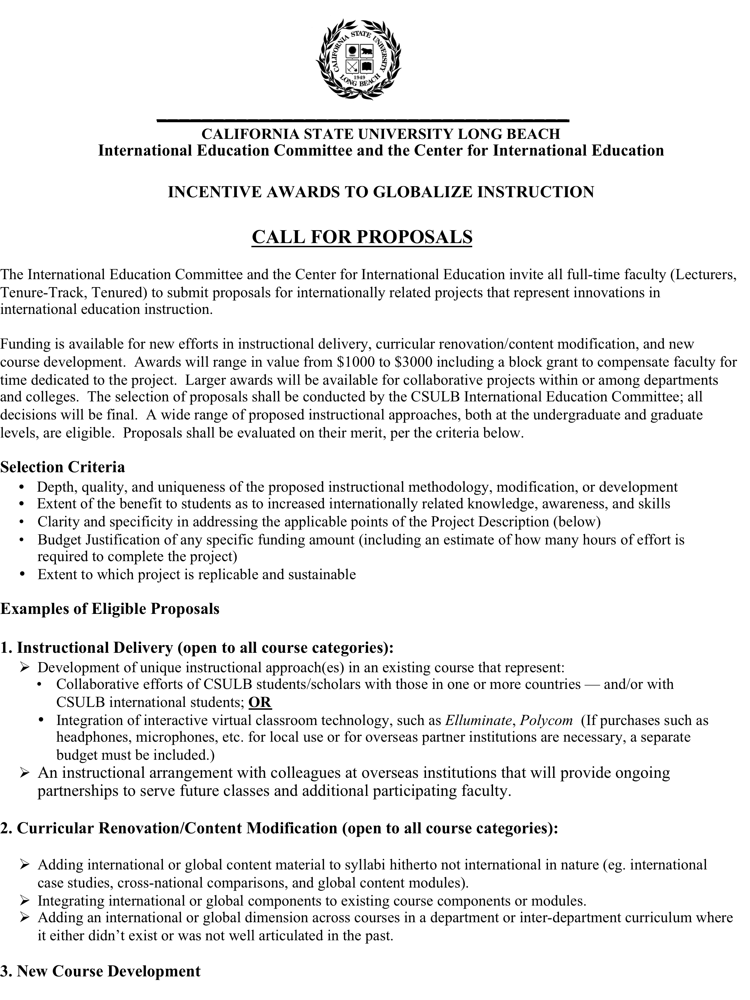 CALIFORNIA STATE UNIVERSITY
1949
LONG BEACH
CALIFORNIA STATE UNIVERSITY LONG BEACH
International Education Committee and the Center for International Education
INCENTIVE AWARDS TO GLOBALIZE INSTRUCTION
CALL FOR PROPOSALS
The International Education Committee and the Center for International Education invite all full-time faculty (Lecturers,
Tenure-Track, Tenured) to submit proposals for internationally related projects that represent innovations in
international education instruction.
Funding is available for new efforts in instructional delivery, curricular renovation/content modification, and new
course development.  Awards will range in value from $1000 to $3000 including a block grant to compensate faculty for
time dedicated to the project.  Larger awards will be available for collaborative projects within or among departments
and colleges.  The selection of proposals shall be conducted by the CSULB International Education Committee; all
decisions will be final.  A wide range of proposed instructional approaches, both at the undergraduate and graduate
levels, are eligible.  Proposals shall be evaluated on their merit, per the criteria below.
Selection Criteria
• Depth, quality, and uniqueness of the proposed instructional methodology, modification, or development
• Extent of the benefit to students as to increased internationally related knowledge, awareness, and skills
• Clarity and specificity in addressing the applicable points of the Project Description (below)
• Budget Justification of any specific funding amount (including an estimate of how many hours of effort is
required to complete the project)
• Extent to which project is replicable and sustainable
Examples of Eligible Proposals
1. Instructional Delivery (open to all course categories):
➢ Development of unique instructional approach(es) in an existing course that represent:
• Collaborative efforts of CSULB students/scholars with those in one or more countries — and/or with
CSULB international students; OR
• Integration of interactive virtual classroom technology, such as Elluminate, Polycom  (If purchases such as
headphones, microphones, etc. for local use or for overseas partner institutions are necessary, a separate
budget must be included.)
➢ An instructional arrangement with colleagues at overseas institutions that will provide ongoing
partnerships to serve future classes and additional participating faculty.
2. Curricular Renovation/Content Modification (open to all course categories):
➢ Adding international or global content material to syllabi hitherto not international in nature (eg. international
case studies, cross-national comparisons, and global content modules).
➢ Integrating international or global components to existing course components or modules.
➢ Adding an international or global dimension across courses in a department or inter-department curriculum where
it either didn’t exist or was not well articulated in the past.
3. New Course Development